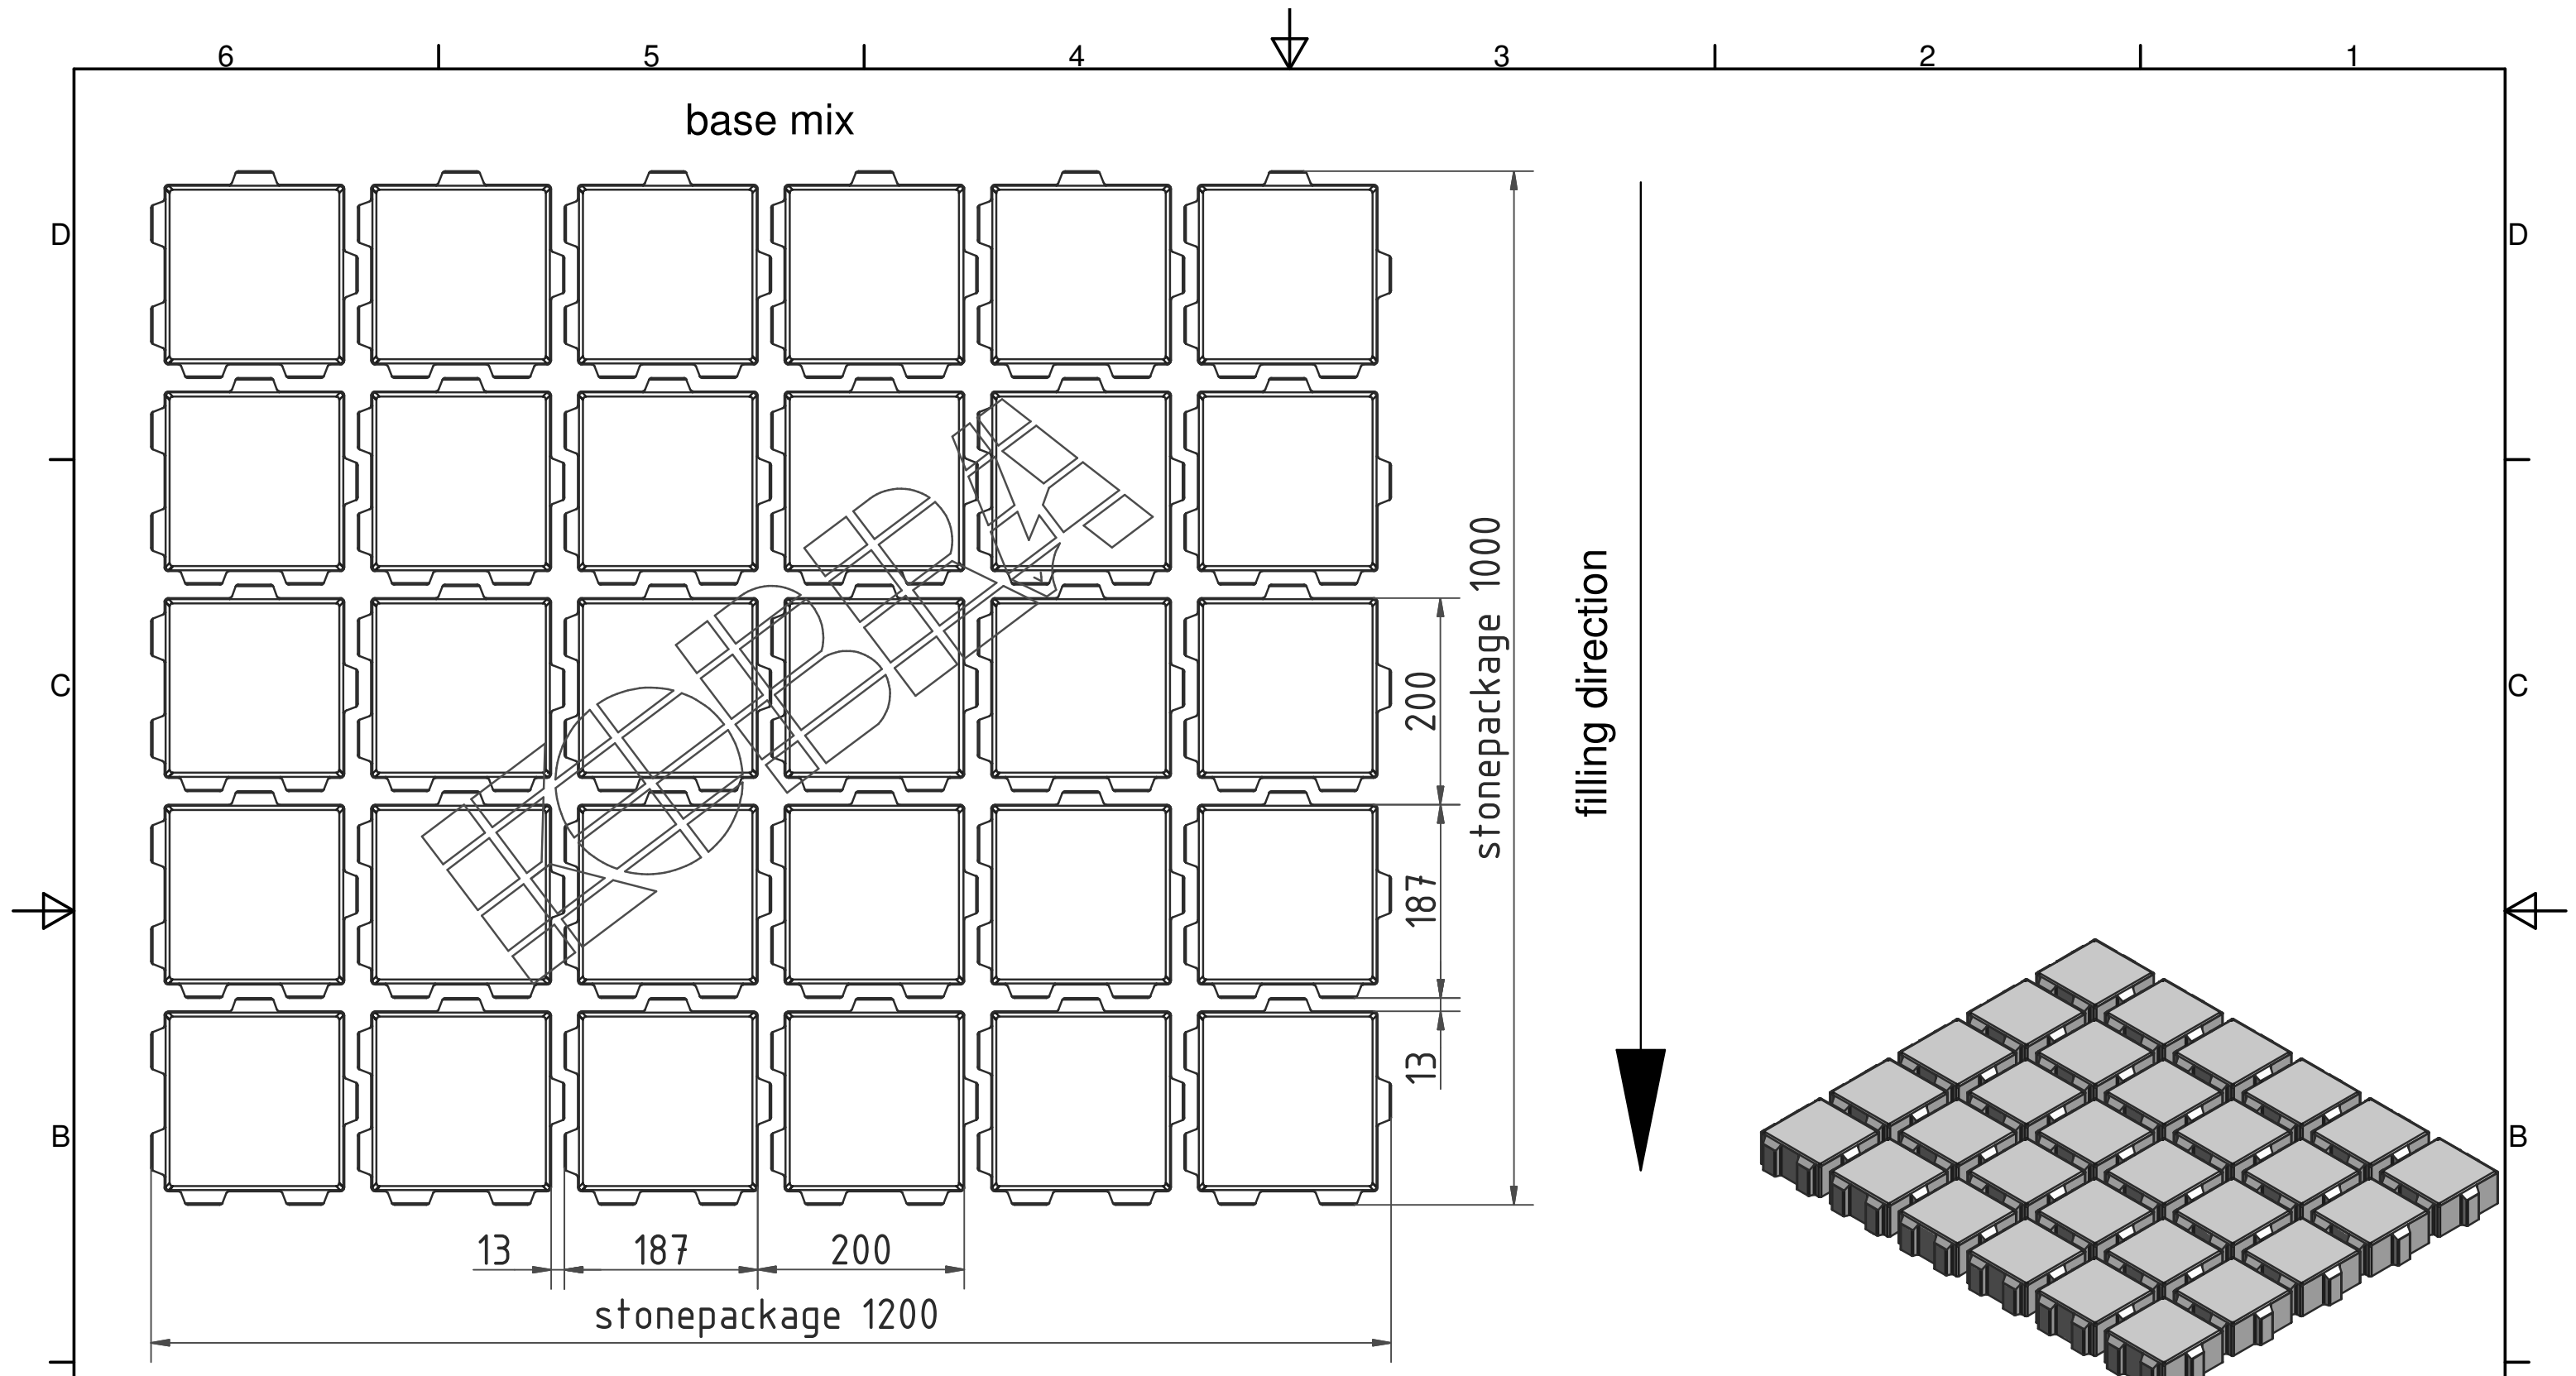 6 5 4 3 2 1
base mix
D D
C C
B B
KOBRA
stonepackage 1000
200
187
13
filling direction
13 187 200
stonepackage 1200